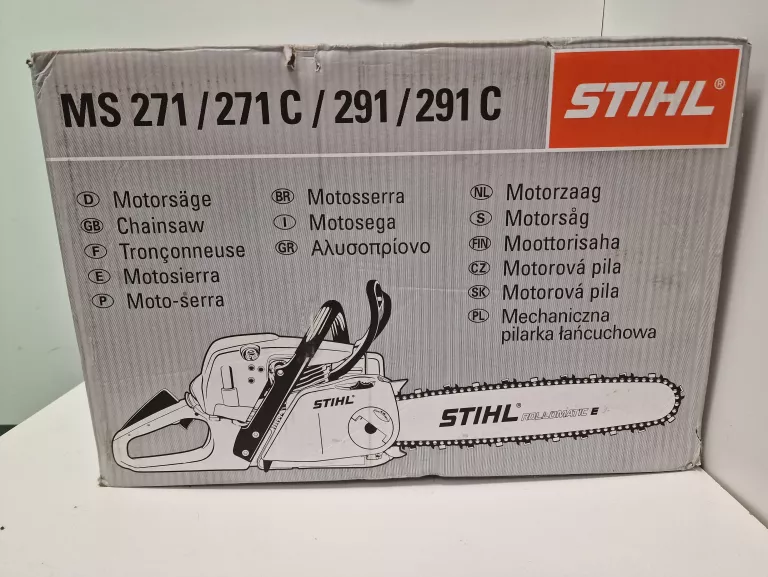 MS 271 / 271 C / 291 / 291 C
STIHL®
D Motorsäge
GB Chainsaw
F Tronçonneuse
E Motosierra
P Moto-serra
BR Motosserra
I Motosega
GR Αλυσοπρίονο
NL Motorzaag
S Motorsåg
FIN Moottorisaha
CZ Motorová pila
SK Motorová pila
PL Mechaniczna
pilarka łańcuchowa
STIHL
STIHL® ROLLOMATIC E